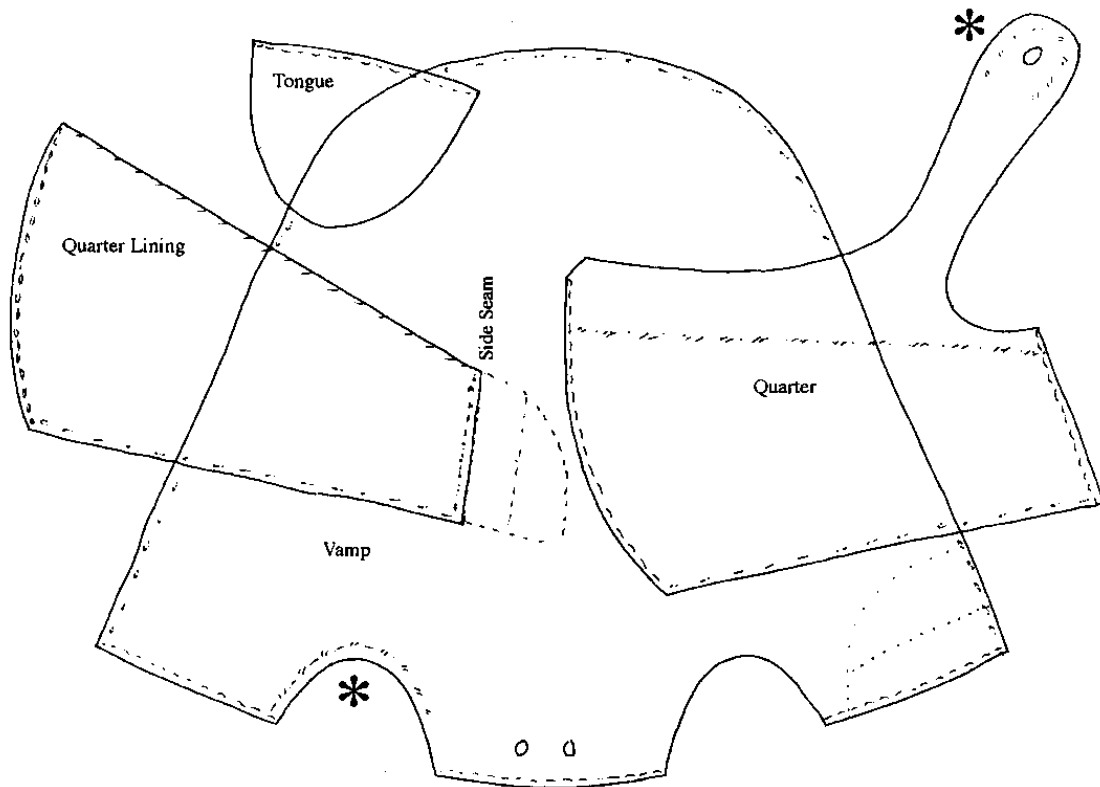 *
Tongue
Quarter Lining
Side Seam
Quarter
Vamp
*